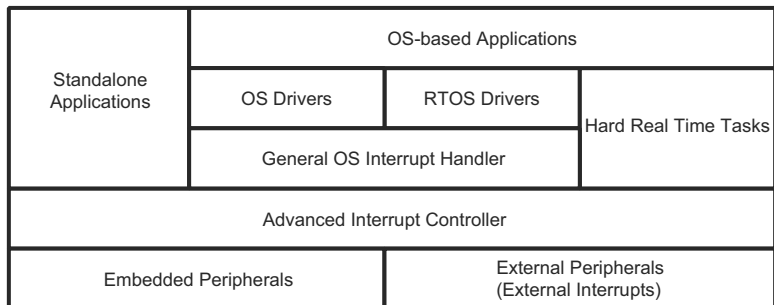 OS-based Applications
Standalone
Applications
OS Drivers
RTOS Drivers
Hard Real Time Tasks
General OS Interrupt Handler
Advanced Interrupt Controller
Embedded Peripherals
External Peripherals
(External Interrupts)